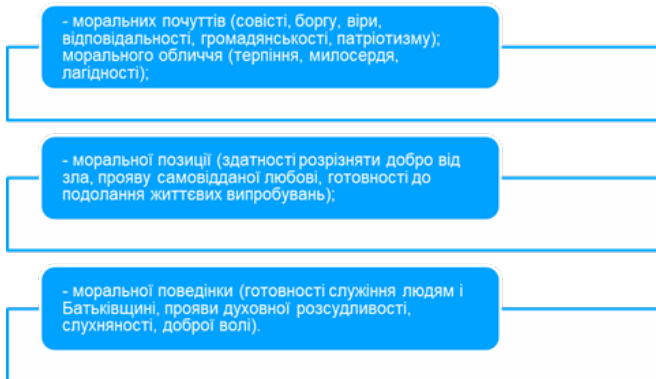 - моральних почуттів (совісті, боргу, віри,
відповідальності, громадянськості, патріотизму);
морального обличчя (терпіння, милосердя,
лагідності);
- моральної позиції (здатності розрізняти добро від
зла, прояву самовідданої любові, готовності до
подолання життєвих випробувань);
- моральної поведінки (готовності служіння людям і
Батьківщині, прояви духовної розсудливості,
слухняності, доброї волі).